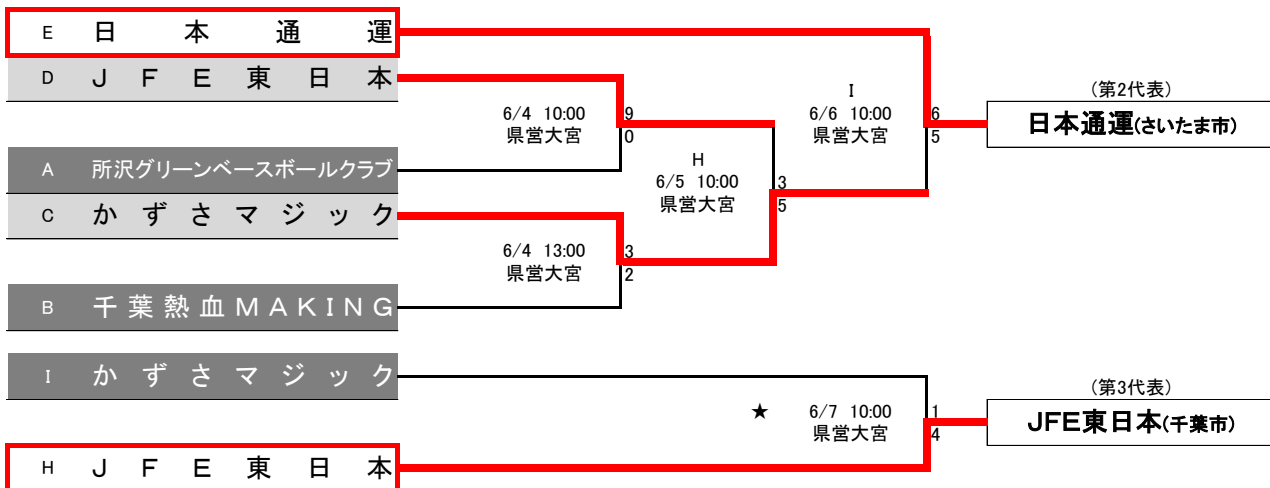 E 日本通運
D JFE東日本
(第2代表)
日本通運(さいたま市)
I
6/4 10:00
県営大宮
9
0
6/6 10:00
県営大宮
6
5
A 所沢グリーンベースボールクラブ
H
6/5 10:00
県営大宮
3
5
C かずさマジック
6/4 13:00
県営大宮
3
2
B 千葉熱血MAKING
I かずさマジック
(第3代表)
JFE東日本(千葉市)
★ 6/7 10:00
県営大宮
1
4
H JFE東日本